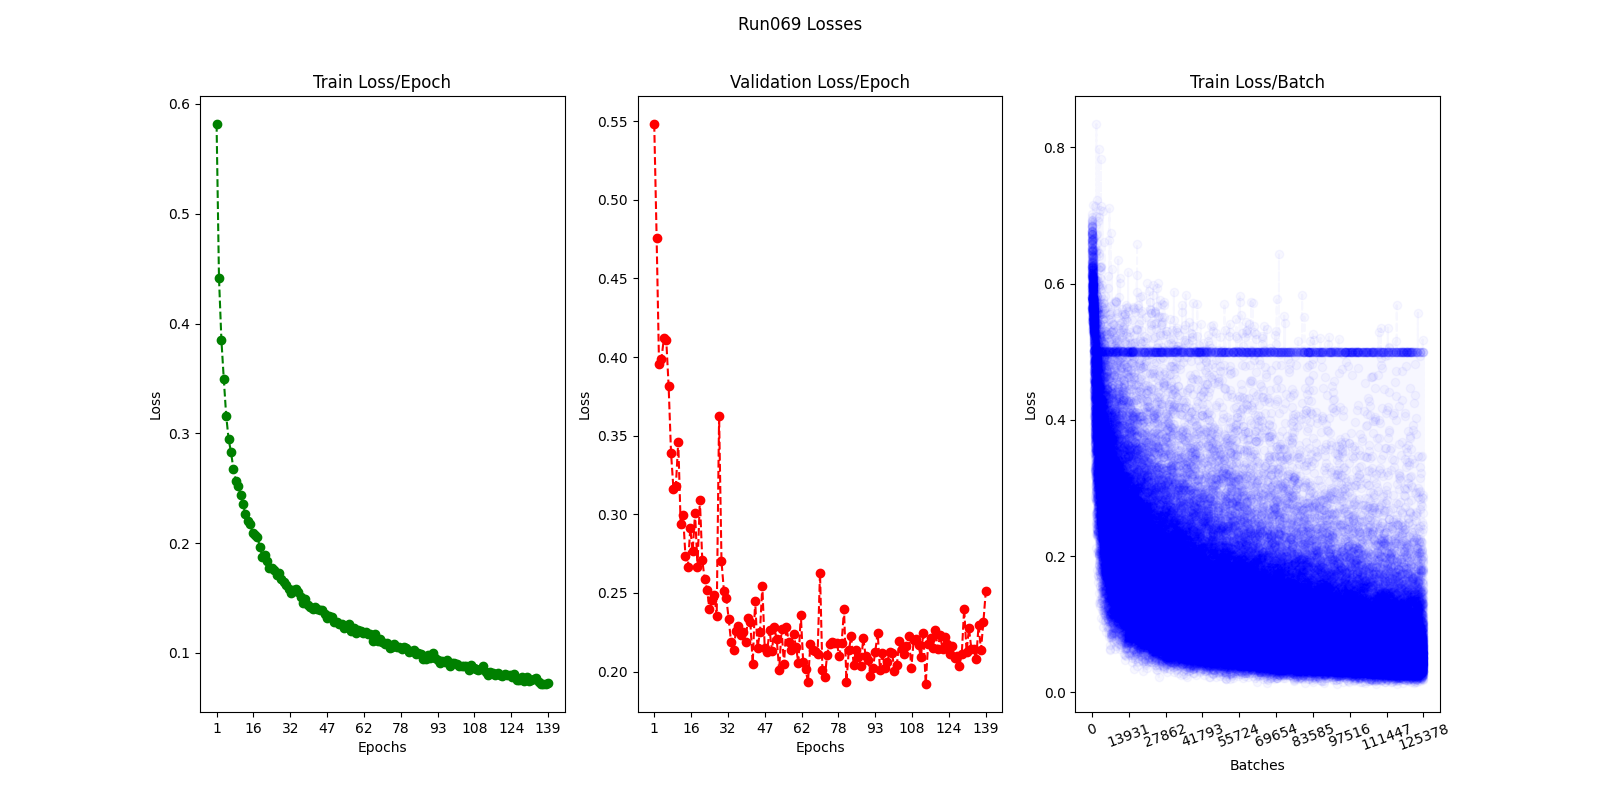 Run069 Losses
Train Loss/Epoch
Validation Loss/Epoch
Train Loss/Batch
0.6
0.5
0.4
0.3
0.2
0.1
Loss
1 16 32 47 62 78 93 108 124 139
Epochs
0.55
0.50
0.45
0.40
0.35
0.30
0.25
0.20
Loss
1 16 32 47 62 78 93 108 124 139
Epochs
0.8
0.6
0.4
0.2
0.0
Loss
0 13931 27862 41793 55724 69654 83585 97516 111447 125378
Batches